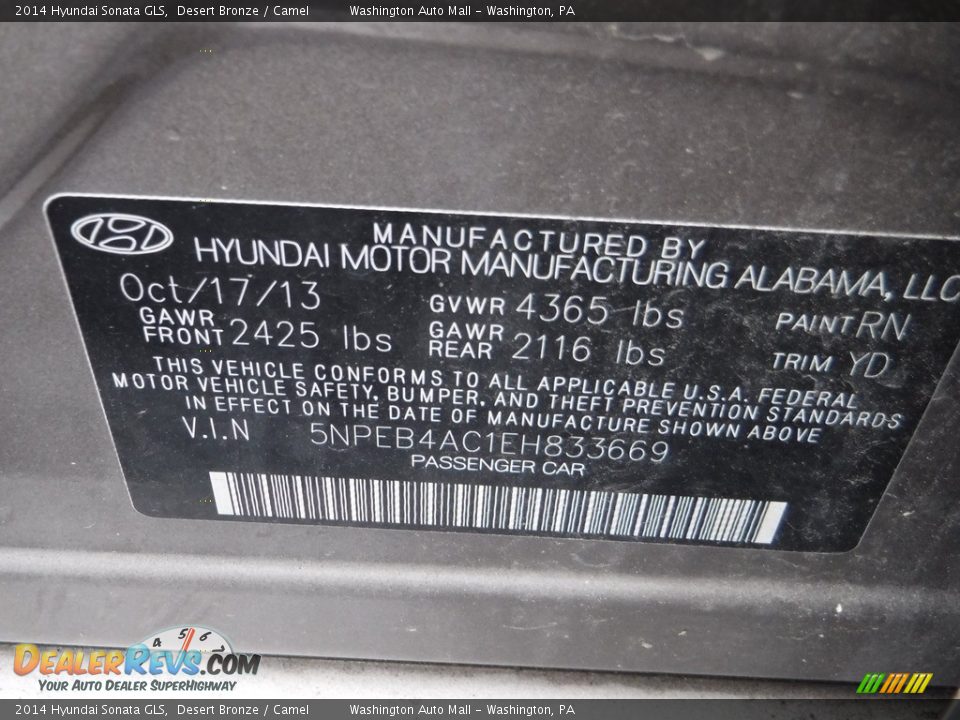 2014 Hyundai Sonata GLS, Desert Bronze / Camel Washington Auto Mall - Washington, PA
MANUFACTURED BY
HYUNDAI MOTOR MANUFACTURING ALABAMA, LLC
Oct/17/13 GVWR 4365 lbs PAINT RN
GAWR FRONT 2425 lbs GAWR REAR 2116 lbs TRIM YD
THIS VEHICLE CONFORMS TO ALL APPLICABLE U.S.A. FEDERAL
MOTOR VEHICLE SAFETY, BUMPER, AND THEFT PREVENTION STANDARDS
IN EFFECT ON THE DATE OF MANUFACTURE SHOWN ABOVE
V.I.N 5NPEB4AC1EH833669
PASSENGER CAR
4 5 6 7
DEALERREVS.COM
YOUR AUTO DEALER SUPERHIGHWAY
2014 Hyundai Sonata GLS, Desert Bronze / Camel Washington Auto Mall - Washington, PA